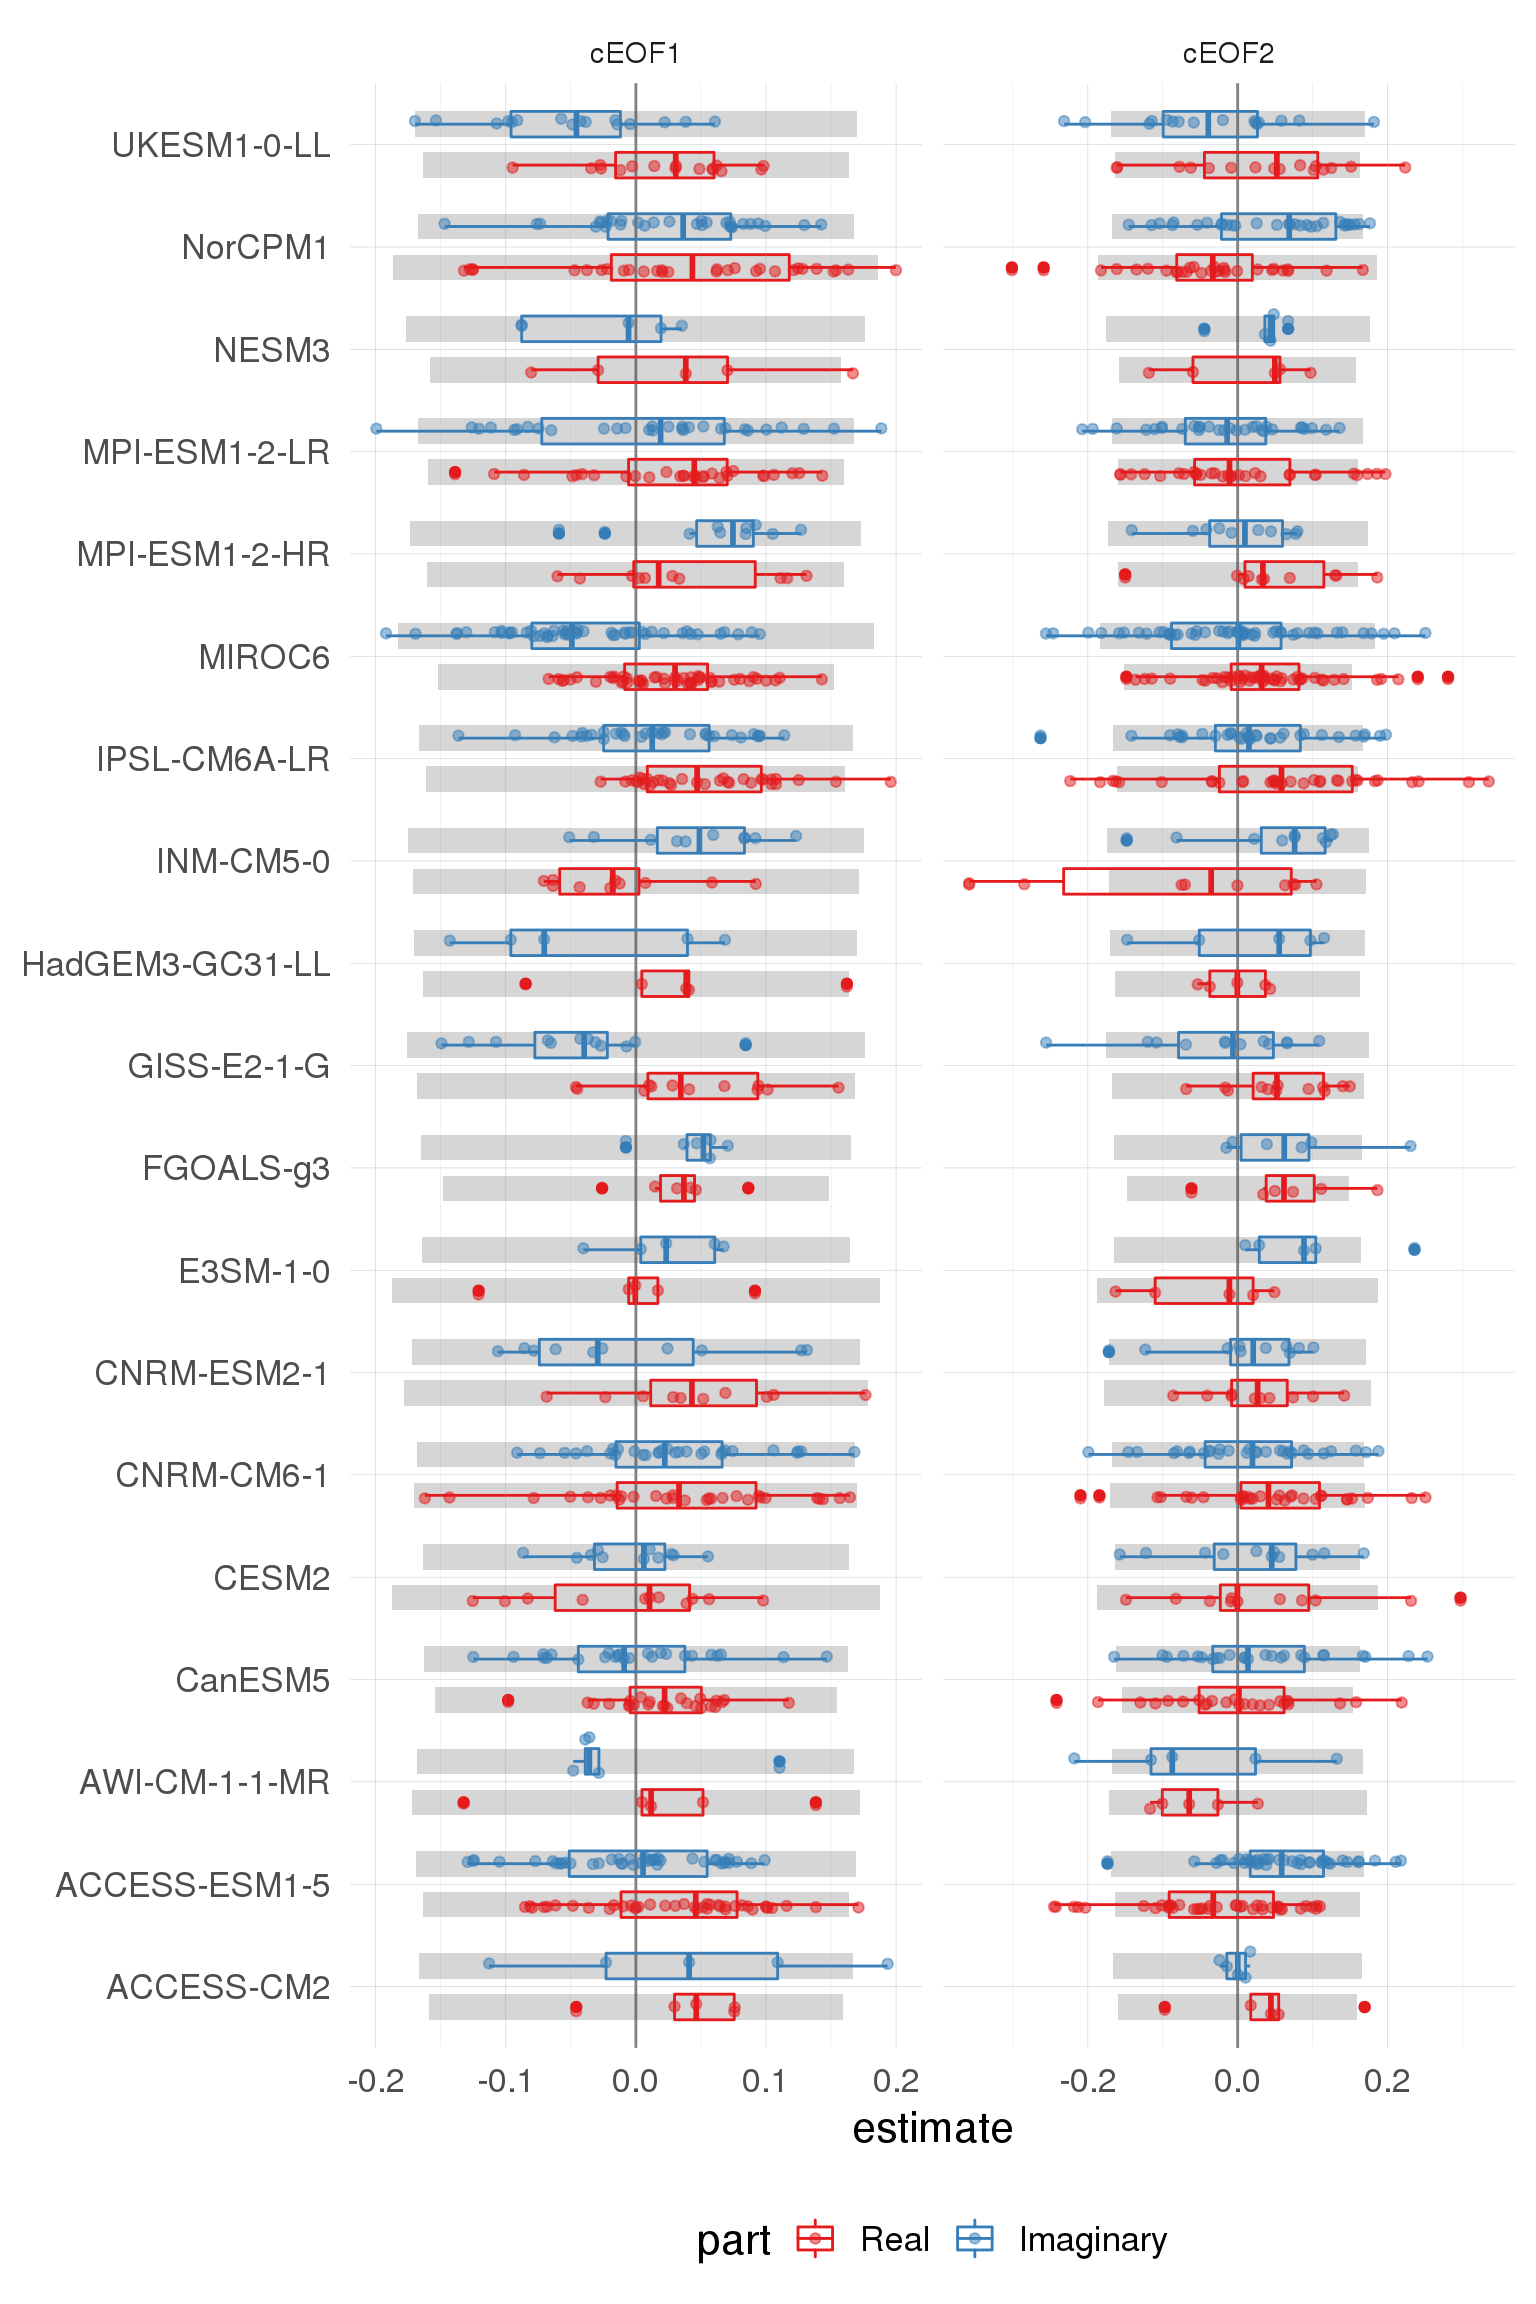 cEOF1 cEOF2
UKESM1-0-LL
NorCPM1
NESM3
MPI-ESM1-2-LR
MPI-ESM1-2-HR
MIROC6
IPSL-CM6A-LR
INM-CM5-0
HadGEM3-GC31-LL
GISS-E2-1-G
FGOALS-g3
E3SM-1-0
CNRM-ESM2-1
CNRM-CM6-1
CESM2
CanESM5
AWI-CM-1-1-MR
ACCESS-ESM1-5
ACCESS-CM2
-0.2 -0.1 0.0 0.1 0.2 -0.2 0.0 0.2
estimate
part Real Imaginary